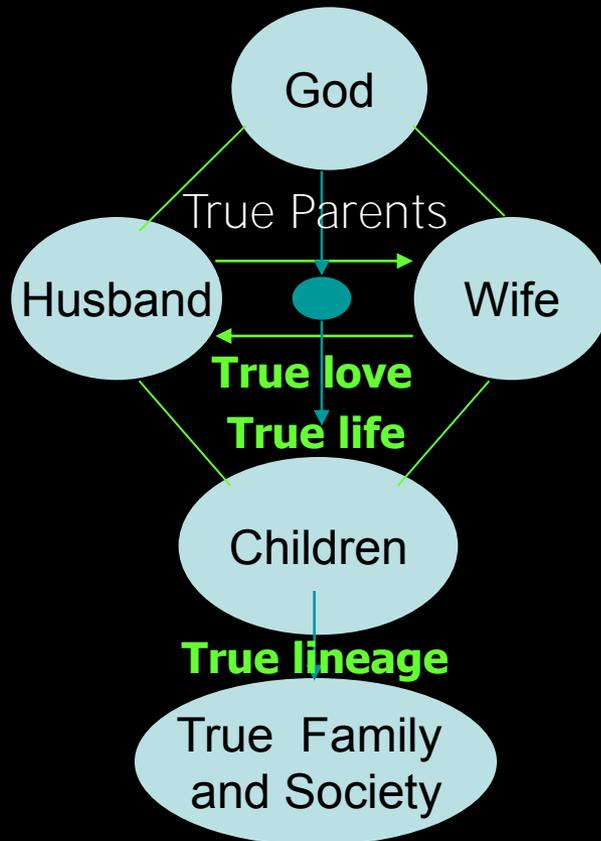 God
True Parents
Husband
Wife
True love
True life
Children
True lineage
True Family
and Society